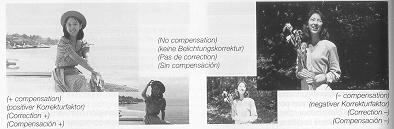 (No compensation)
(keine Belichtungskorrektur)
(Pas de correction)
(Sin compensación)
(+ compensation)
(positiver Korrekturfaktor)
(Correction +)
(Compensación +)
(– compensation)
(negativer Korrekturfaktor)
(Correction –)
(Compensación –)